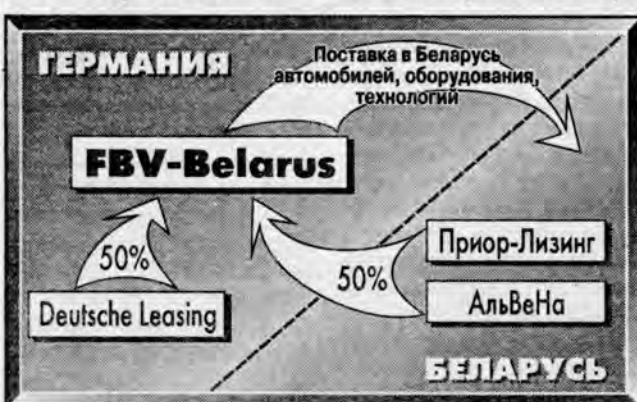 ГЕРМАНИЯ
Поставка в Беларусь
автомобилей, оборудования,
технологий
FBV-Belarus
50%
Deutsche Leasing
50%
Приор-Лизинг
АльВеНа
БЕЛАРУСЬ